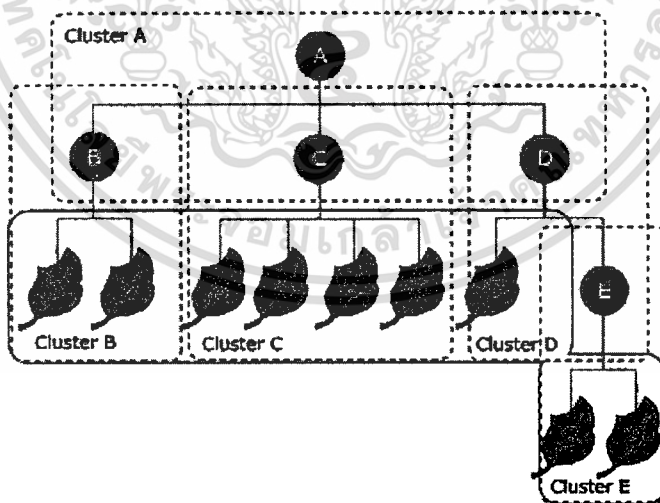 Cluster A
A
B
C
D
E
Cluster B
Cluster C
Cluster D
Cluster E